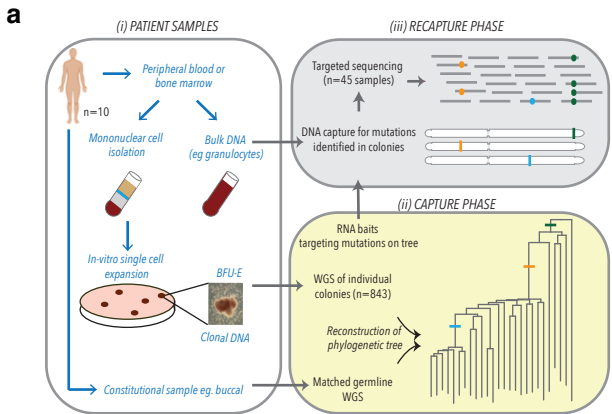 a
(i) PATIENT SAMPLES
Peripheral blood or
bone marrow
n=10
Mononuclear cell
isolation
Bulk DNA
(eg granulocytes)
In-vitro single cell
expansion
BFU-E
Clonal DNA
Constitutional sample eg. buccal
(iii) RECAPTURE PHASE
Targeted sequencing
(n=45 samples)
DNA capture for mutations
identified in colonies
(ii) CAPTURE PHASE
RNA baits
targeting mutations on tree
WGS of individual
colonies (n=843)
Reconstruction of
phylogenetic tree
Matched germline
WGS